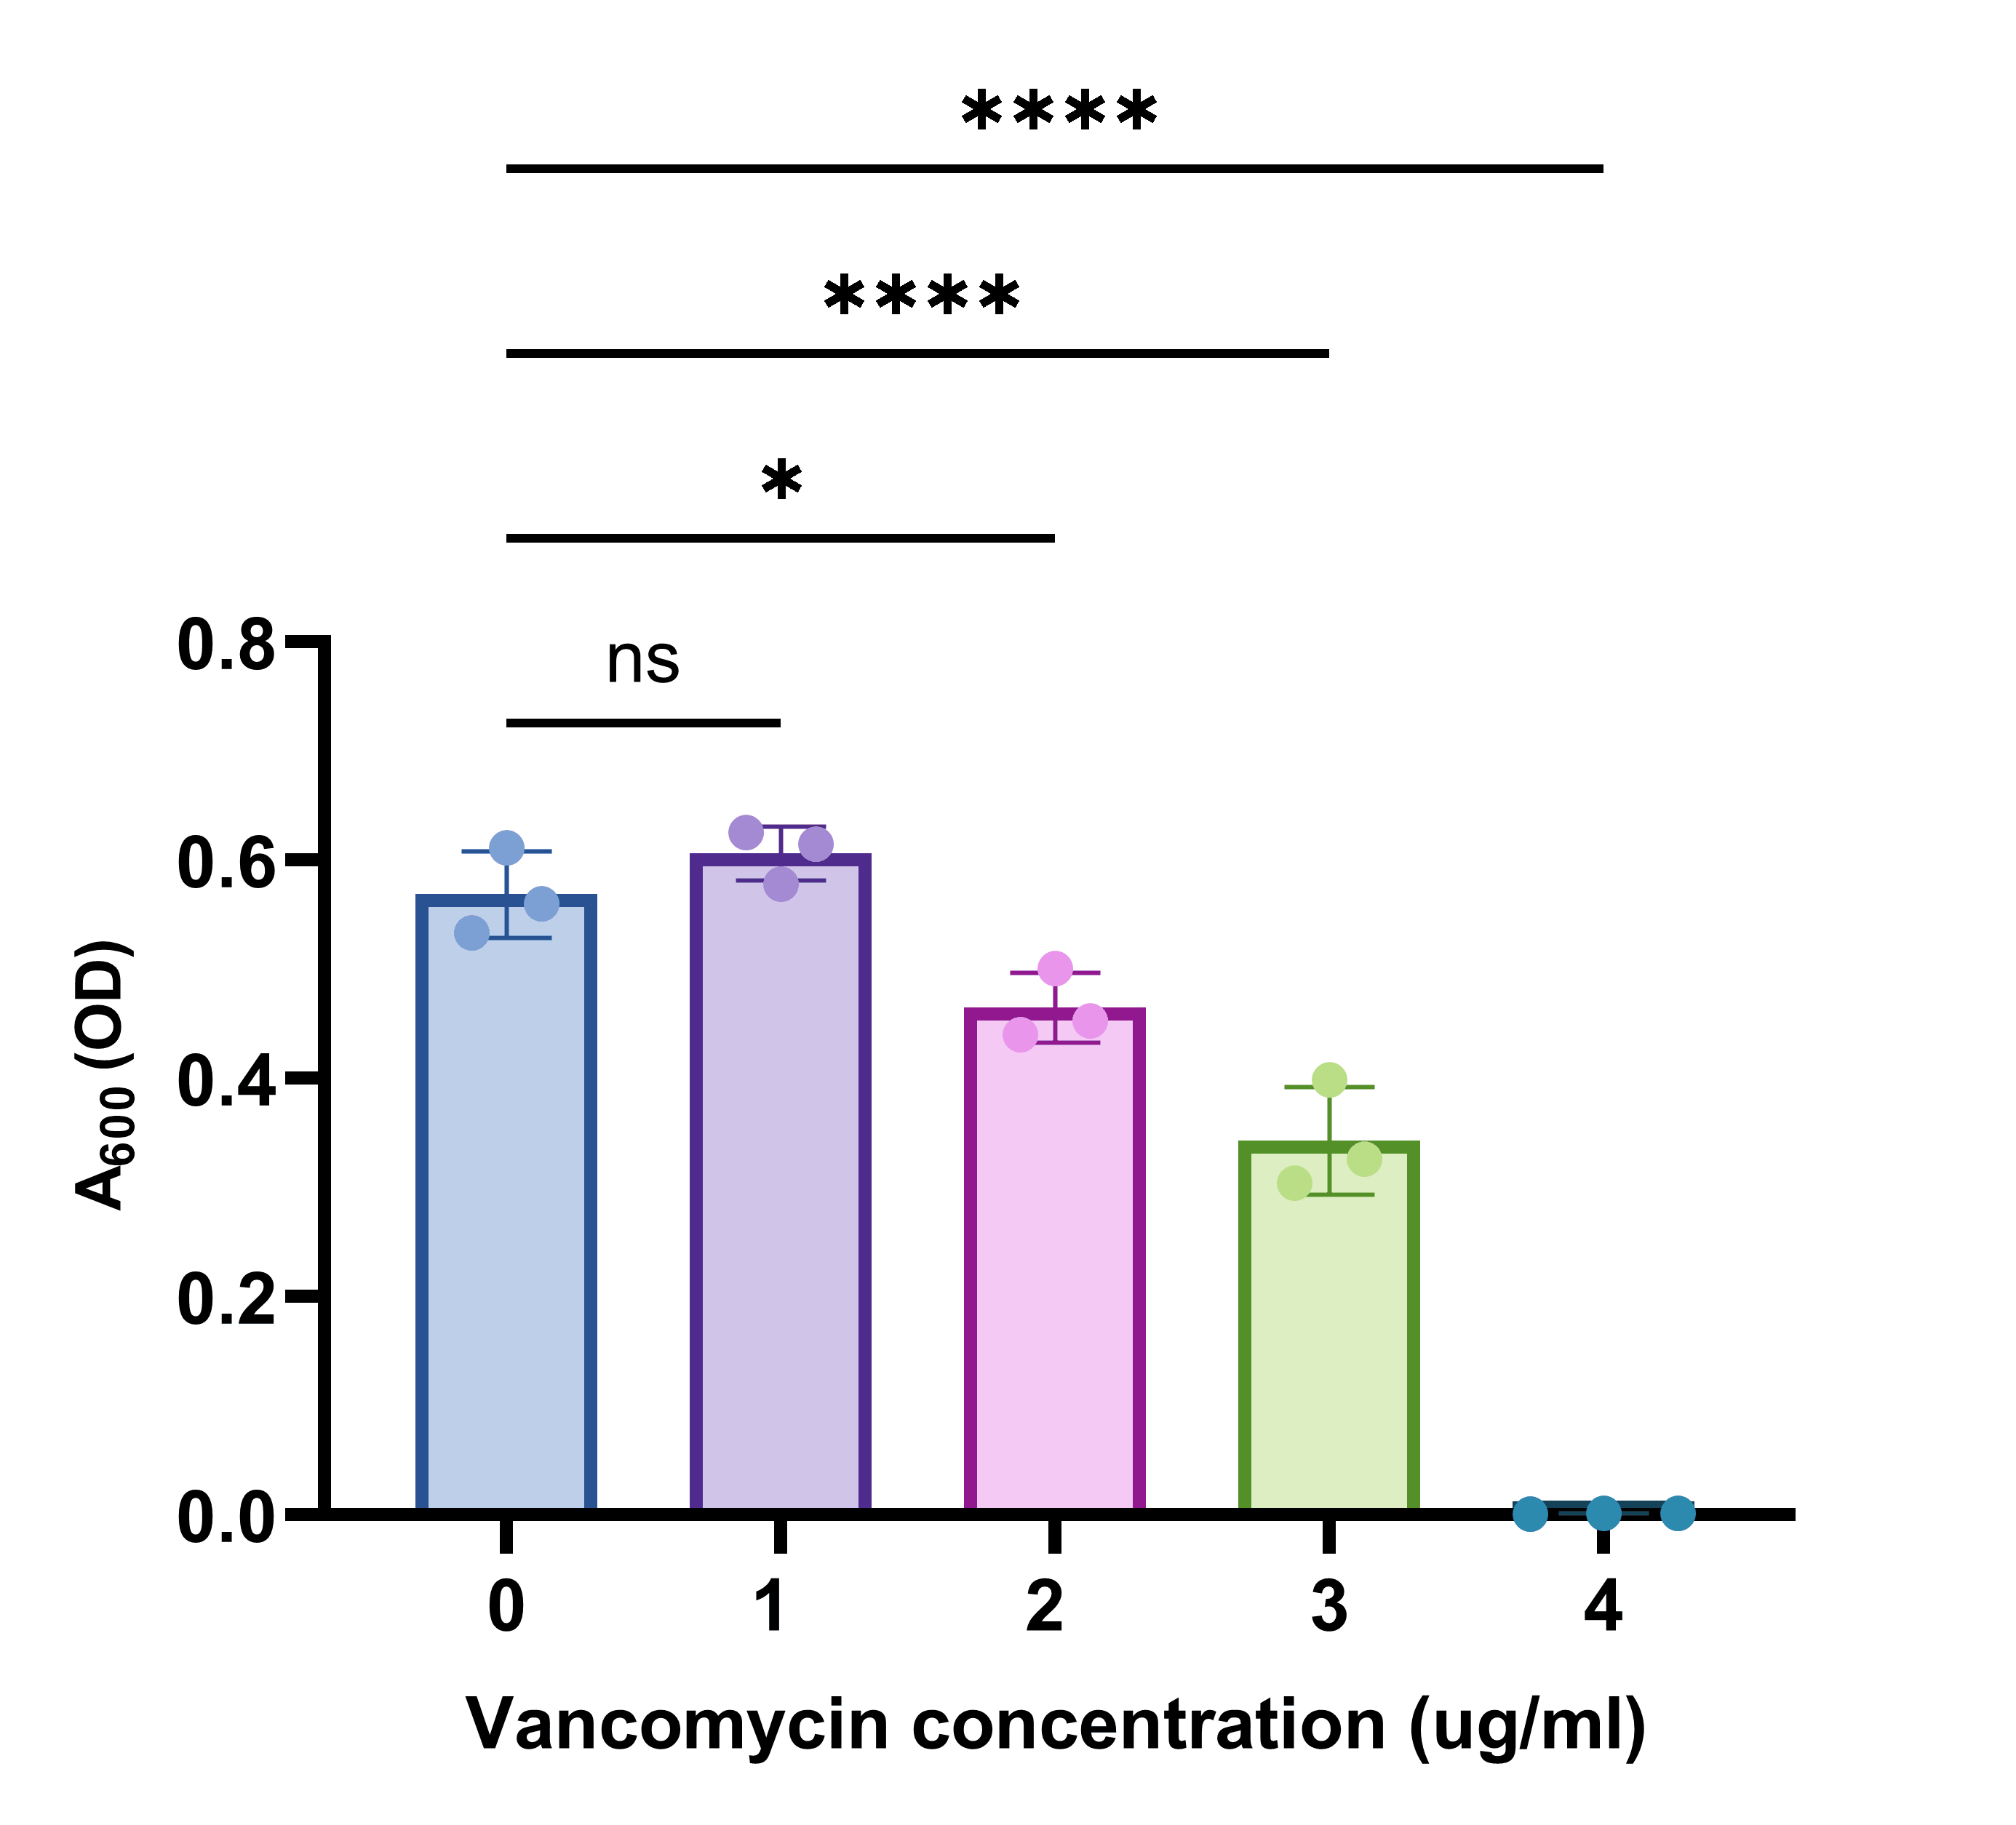 ****
****
*
ns
0.8
0.6
0.4
0.2
0.0
A600 (OD)
0 1 2 3 4
Vancomycin concentration (ug/ml)